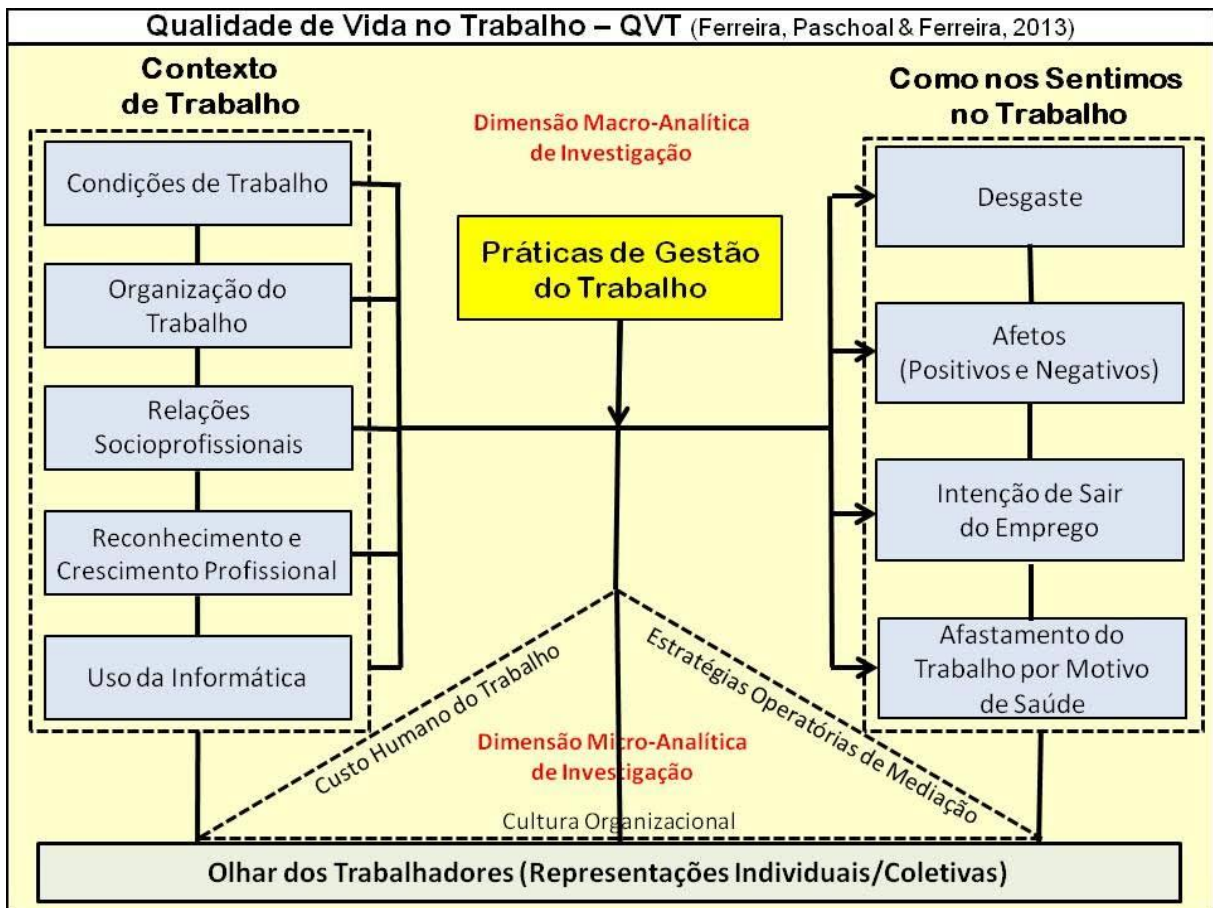 Qualidade de Vida no Trabalho – QVT (Ferreira, Paschoal & Ferreira, 2013)
Contexto
de Trabalho
Condições de Trabalho
Organização do
Trabalho
Relações
Socioprofissionais
Reconhecimento e
Crescimento Profissional
Uso da Informática
Dimensão Macro-Analítica
de Investigação
Práticas de Gestão
do Trabalho
Como nos Sentimos
no Trabalho
Desgaste
Afetos
(Positivos e Negativos)
Intenção de Sair
do Emprego
Afastamento do
Trabalho por Motivo
de Saúde
Custo Humano do Trabalho
Estratégias Operatórias de Mediação
Dimensão Micro-Analítica
de Investigação
Cultura Organizacional
Olhar dos Trabalhadores (Representações Individuais/Coletivas)